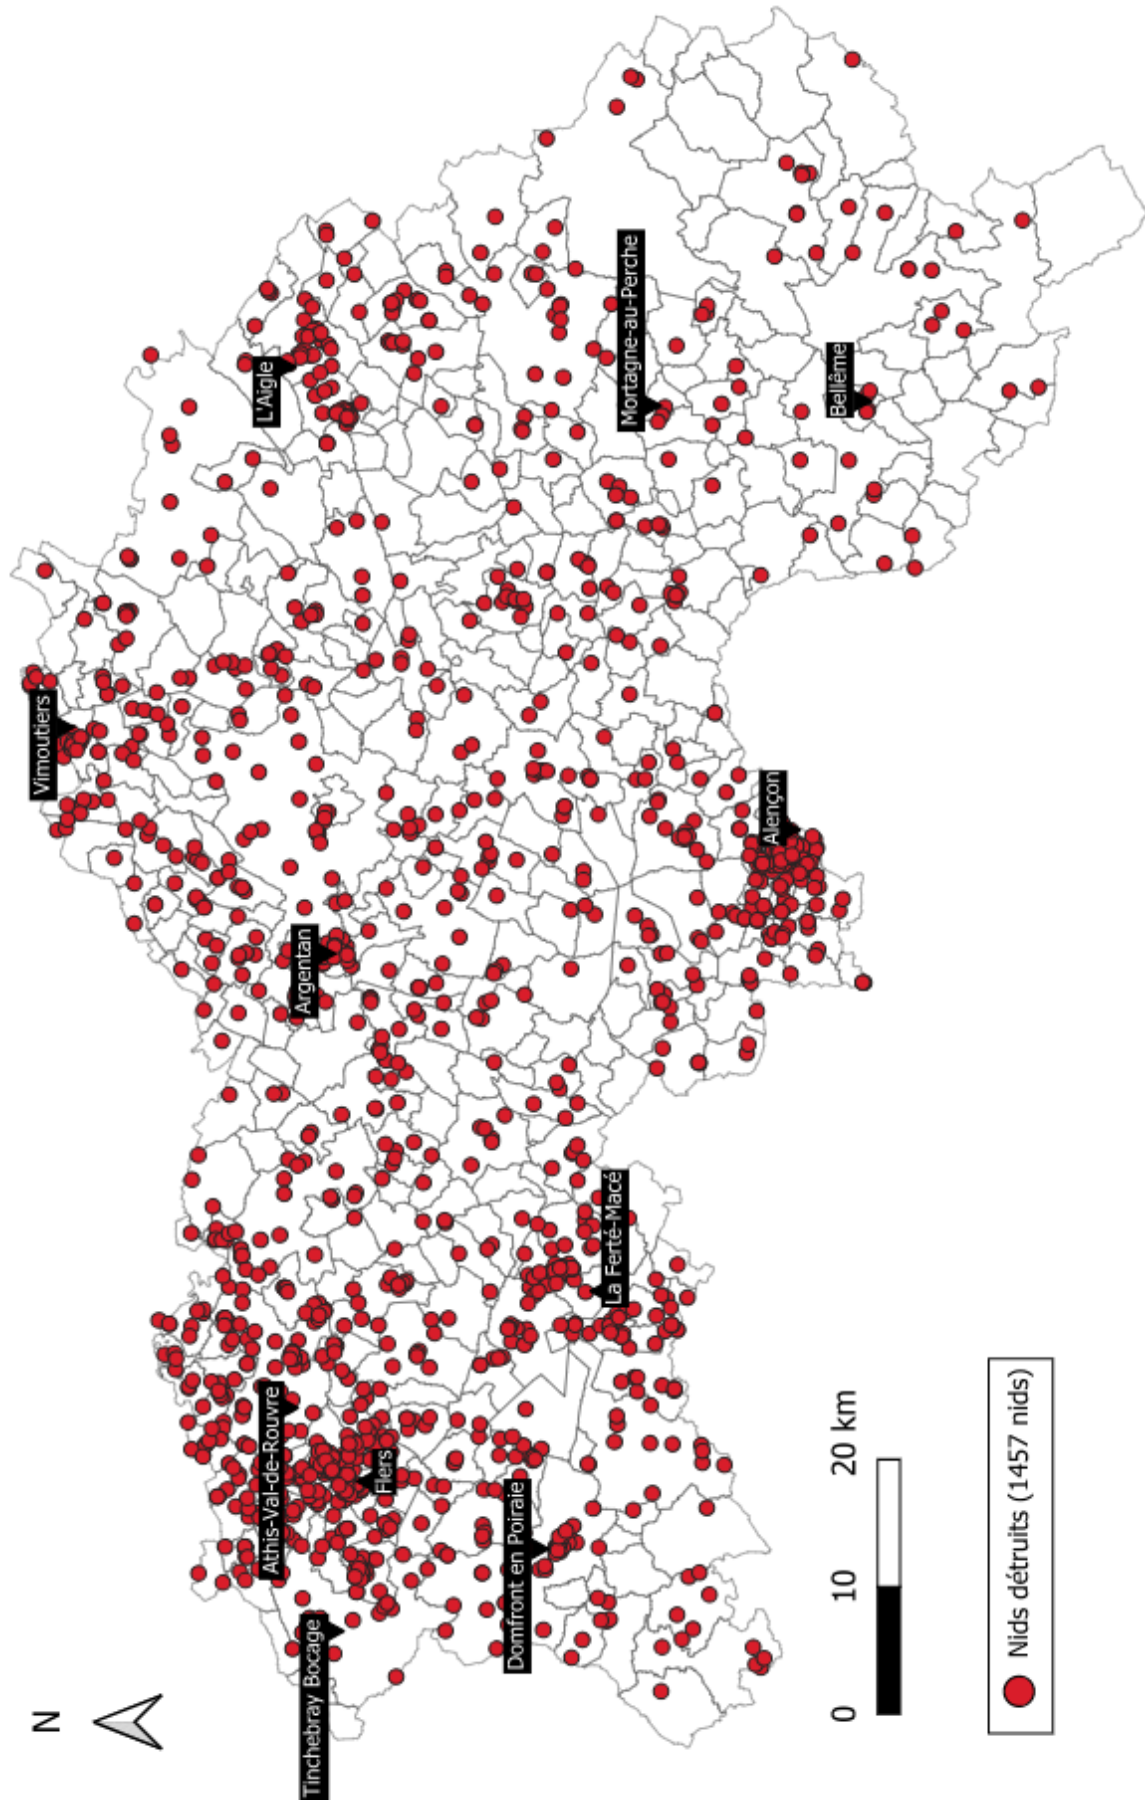 N
Vimoutiers
L'Aigle
Argentan
Athis-Val-de-Rouvre
Tinchebray Bocage
Flers
Mortagne-au-Perche
Domfront en Poiraie
La Ferté-Macé
Alençon
Bellême
0 10 20 km
Nids détruits (1457 nids)